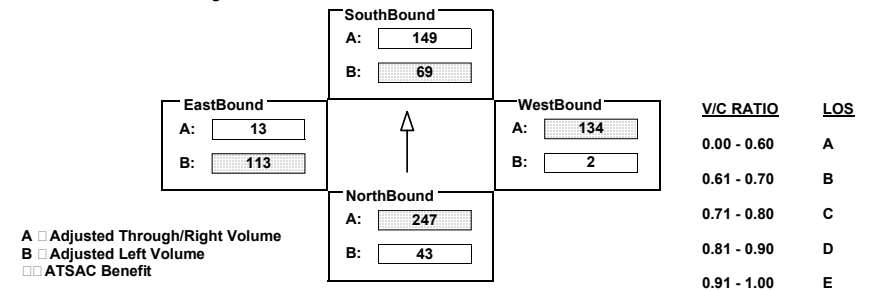 SouthBound
A: 149
B: 69
EastBound
A: 13
B: 113
WestBound
A: 134
B: 2
NorthBound
A: 247
B: 43
A □ Adjusted Through/Right Volume
B □ Adjusted Left Volume
□□ ATSAC Benefit
V/C RATIO LOS
0.00 - 0.60 A
0.61 - 0.70 B
0.71 - 0.80 C
0.81 - 0.90 D
0.91 - 1.00 E